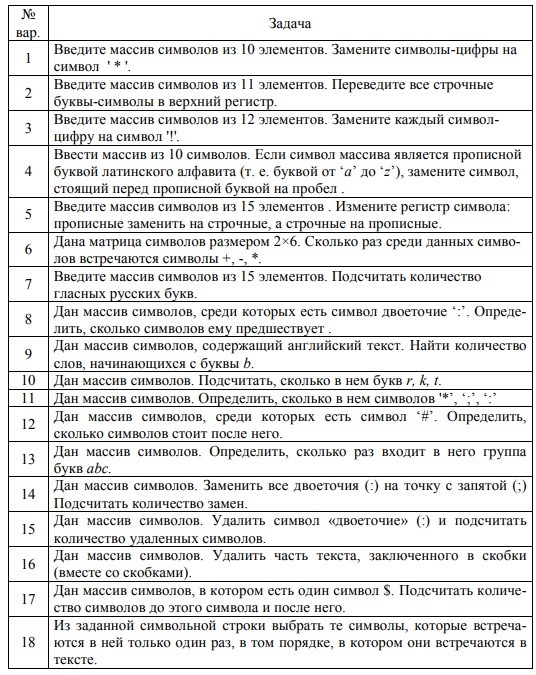 №
вар.
Задача
1
Введите массив символов из 10 элементов. Замените символы-цифры на
символ ' * '.
2
Введите массив символов из 11 элементов. Переведите все строчные
буквы-символы в верхний регистр.
3
Введите массив символов из 12 элементов. Замените каждый символ-
цифру на символ '!'.
4
Ввести массив из 10 символов. Если символ массива является прописной
буквой латинского алфавита (т. е. буквой от ‘a’ до ‘z’), замените символ,
стоящий перед прописной буквой на пробел .
5
Введите массив символов из 15 элементов . Измените регистр символа:
прописные заменить на строчные, а строчные на прописные.
6
Дана матрица символов размером 2×6. Сколько раз среди данных симво-
лов встречаются символы +, -, *.
7
Введите массив символов из 15 элементов. Подсчитать количество
гласных русских букв.
8
Дан массив символов, среди которых есть символ двоеточие ‘:’. Опреде-
лить, сколько символов ему предшествует .
9
Дан массив символов, содержащий английский текст. Найти количество
слов, начинающихся с буквы b.
10
Дан массив символов. Подсчитать, сколько в нем букв r, k, t.
11
Дан массив символов. Определить, сколько в нем символов '*’, ‘;’, ‘:’
12
Дан массив символов, среди которых есть символ ‘#’. Определить,
сколько символов стоит после него.
13
Дан массив символов. Определить, сколько раз входит в него группа
букв abc.
14
Дан массив символов. Заменить все двоеточия (:) на точку с запятой (;)
Подсчитать количество замен.
15
Дан массив символов. Удалить символ «двоеточие» (:) и подсчитать
количество удаленных символов.
16
Дан массив символов. Удалить часть текста, заключенного в скобки
(вместе со скобками).
17
Дан массив символов, в котором есть один символ $. Подсчитать количе-
ство символов до этого символа и после него.
18
Из заданной символьной строки выбрать те символы, которые встреча-
ются в ней только один раз, в том порядке, в котором они встречаются в
тексте.